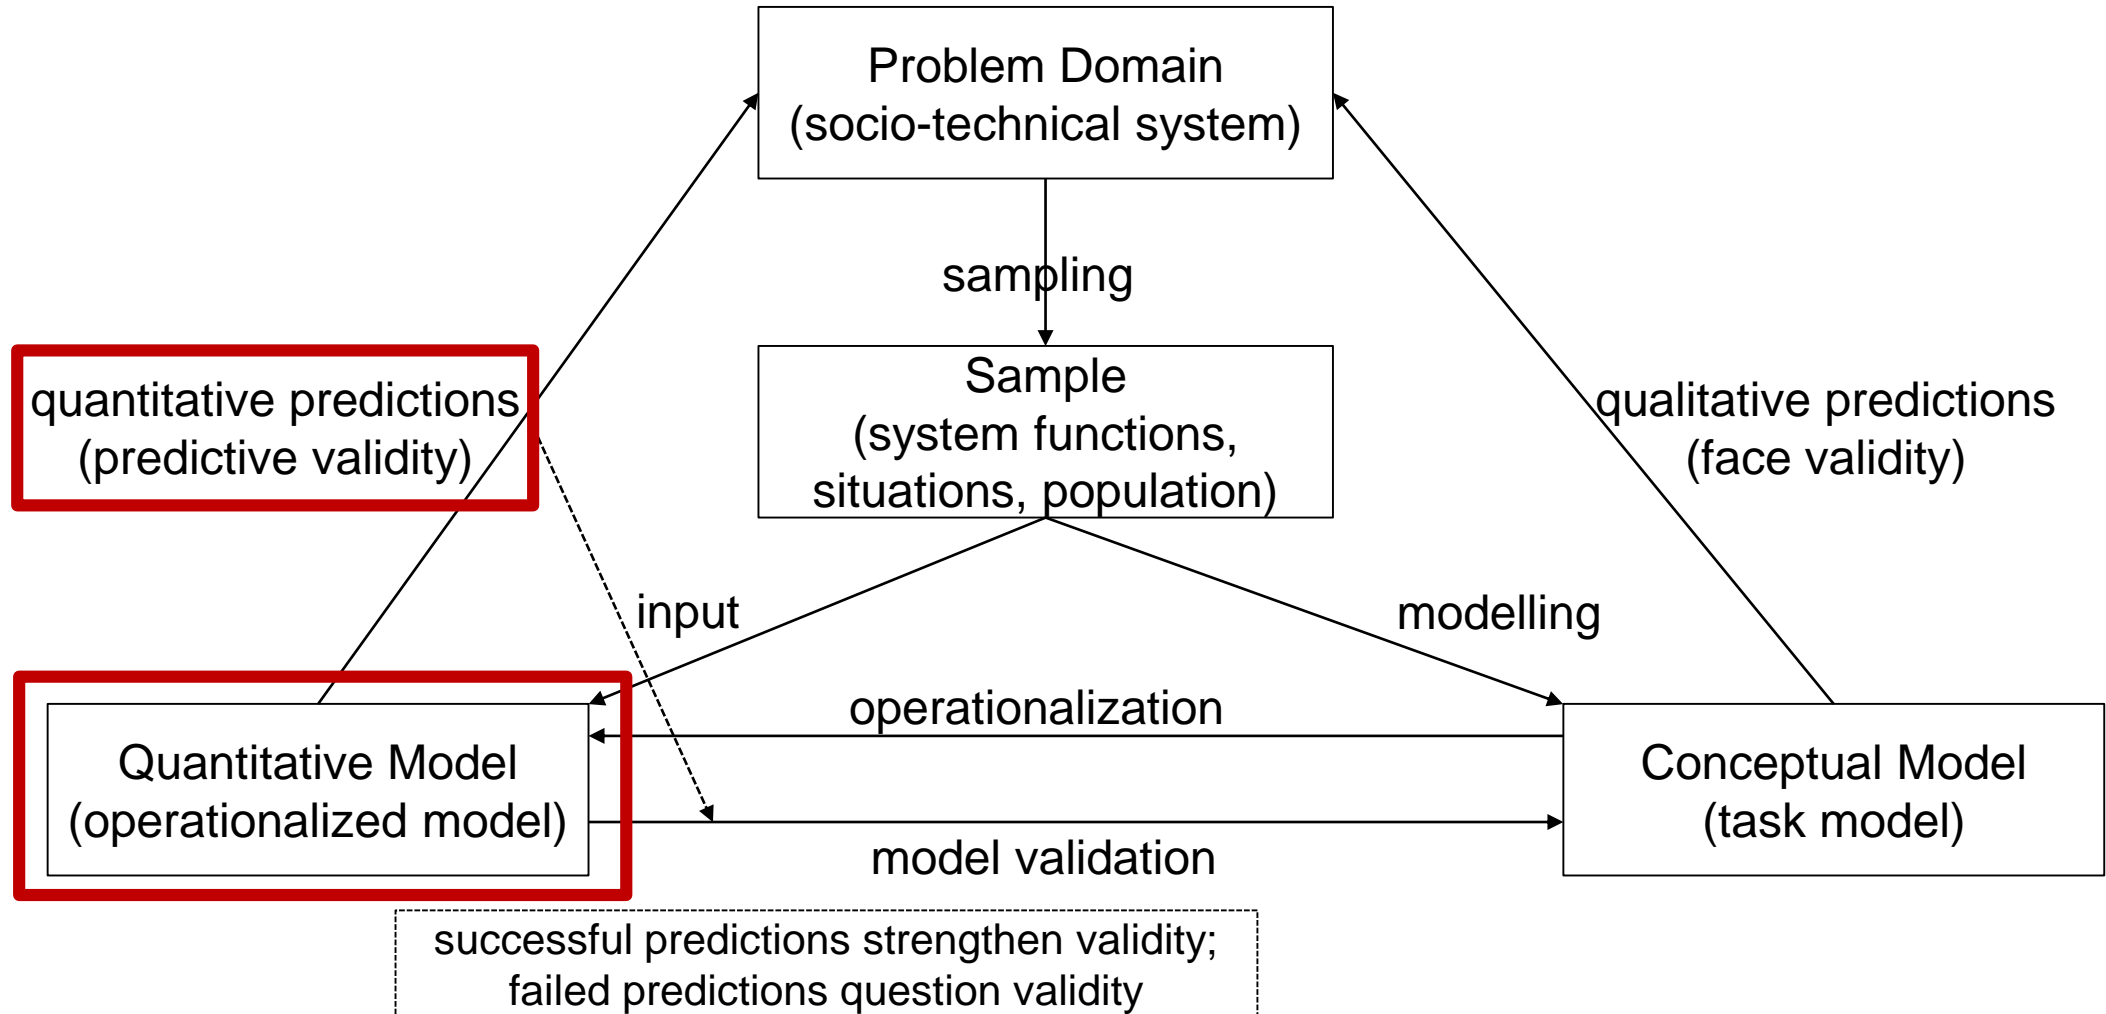 Problem Domain
(socio-technical system)
sampling
Sample
(system functions,
situations, population)
quantitative predictions
(predictive validity)
qualitative predictions
(face validity)
input
modelling
operationalization
Quantitative Model
(operationalized model)
Conceptual Model
(task model)
model validation
successful predictions strengthen validity;
failed predictions question validity